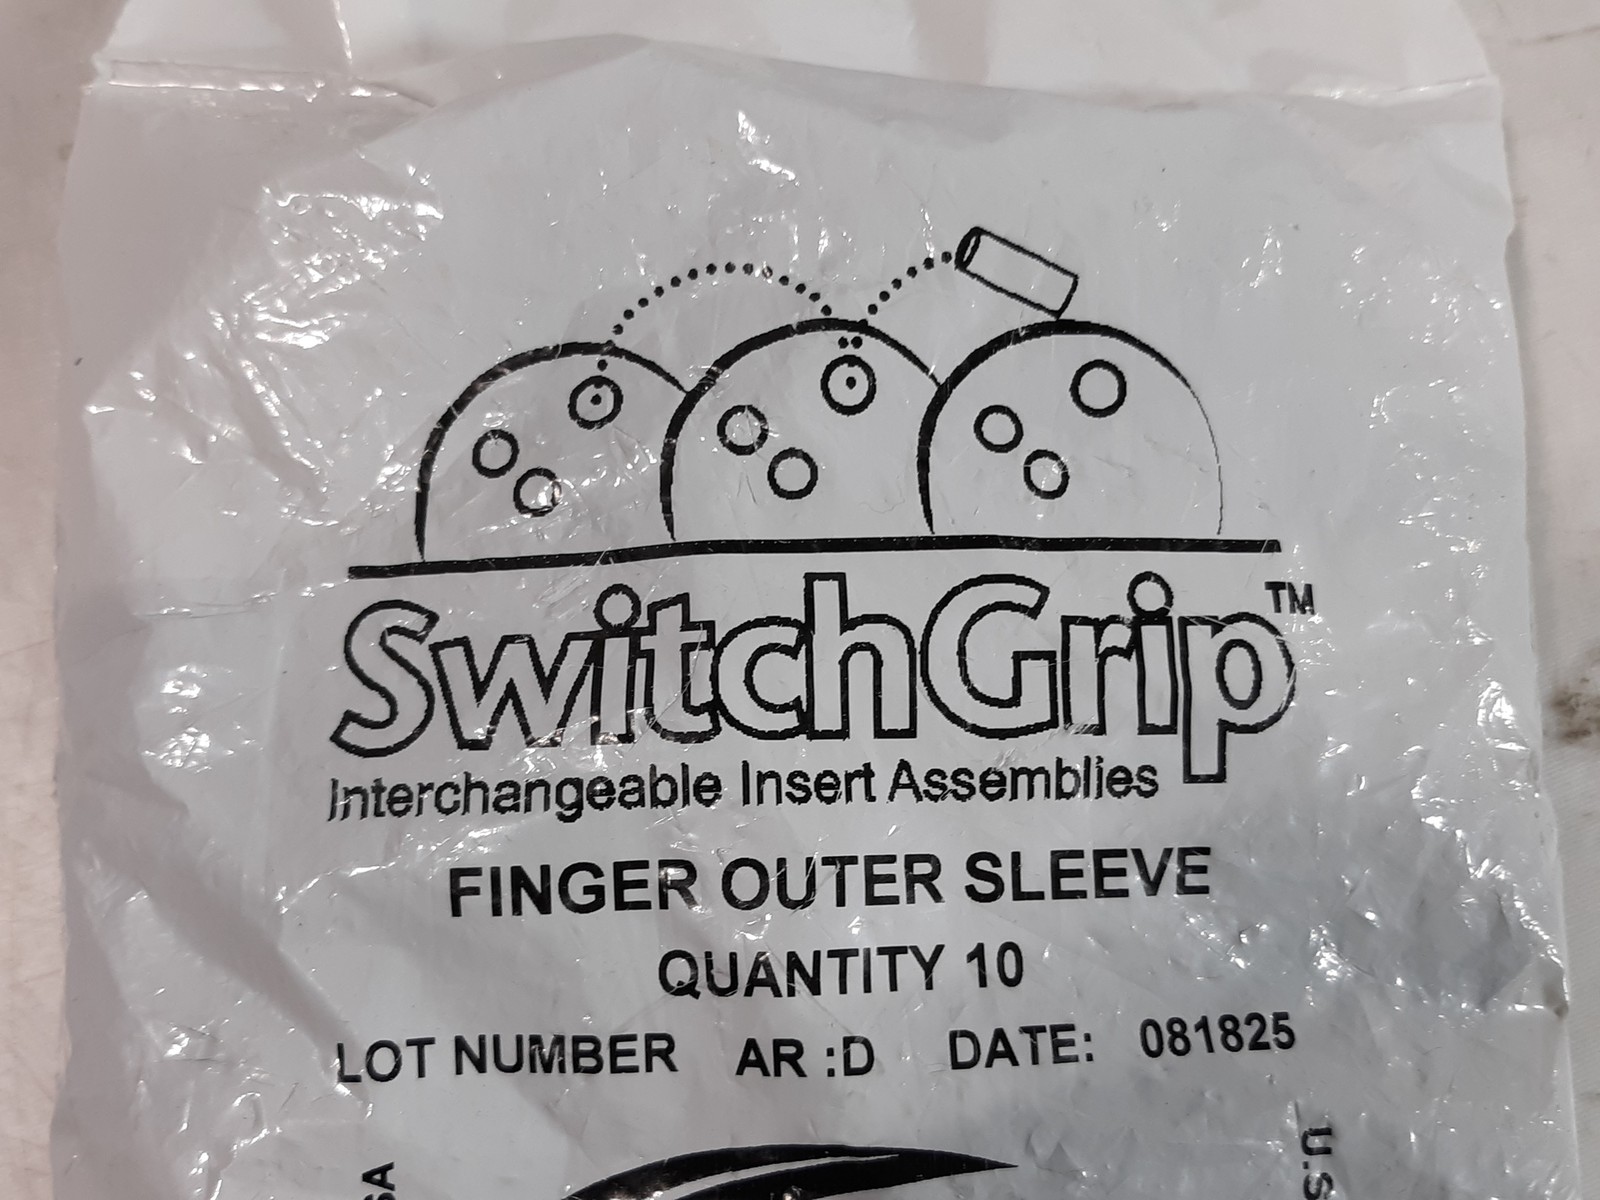 SwitchGrip™
Interchangeable Insert Assemblies
FINGER OUTER SLEEVE
QUANTITY 10
LOT NUMBER AR :D DATE: 081825